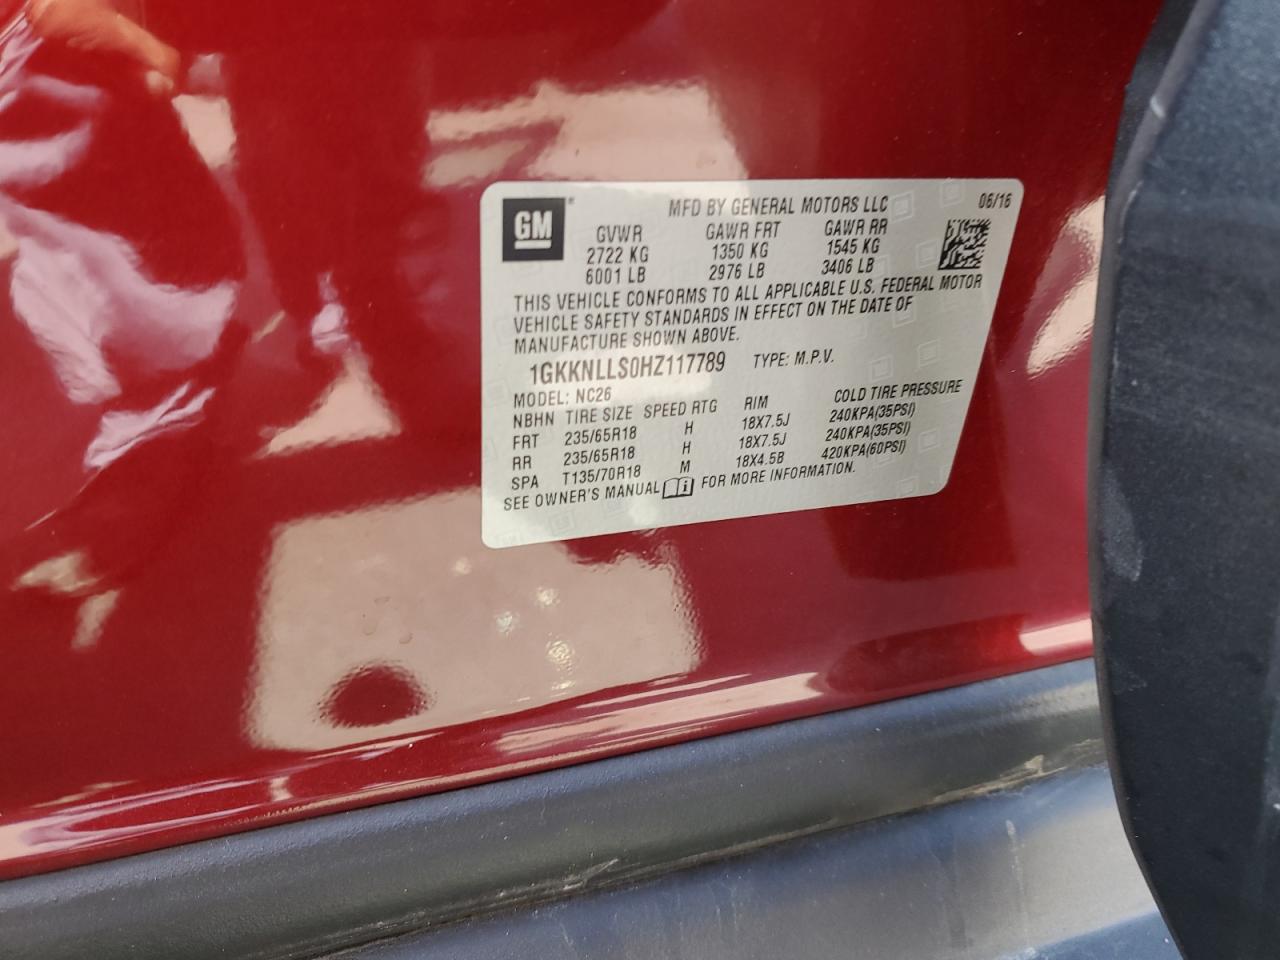 GM®
MFD BY GENERAL MOTORS LLC 06/16
GVWR GAWR FRT GAWR RR
2722 KG 1350 KG 1545 KG
6001 LB 2976 LB 3406 LB
THIS VEHICLE CONFORMS TO ALL APPLICABLE U.S. FEDERAL MOTOR
VEHICLE SAFETY STANDARDS IN EFFECT ON THE DATE OF
MANUFACTURE SHOWN ABOVE.
1GKKNLLS0HZ117789 TYPE: M.P.V.
MODEL: NC26
NBHN TIRE SIZE SPEED RTG RIM COLD TIRE PRESSURE
FRT 235/65R18 H 18X7.5J 240KPA(35PSI)
RR 235/65R18 H 18X7.5J 240KPA(35PSI)
SPA T135/70R18 M 18X4.5B 420KPA(60PSI)
SEE OWNER'S MANUAL FOR MORE INFORMATION.